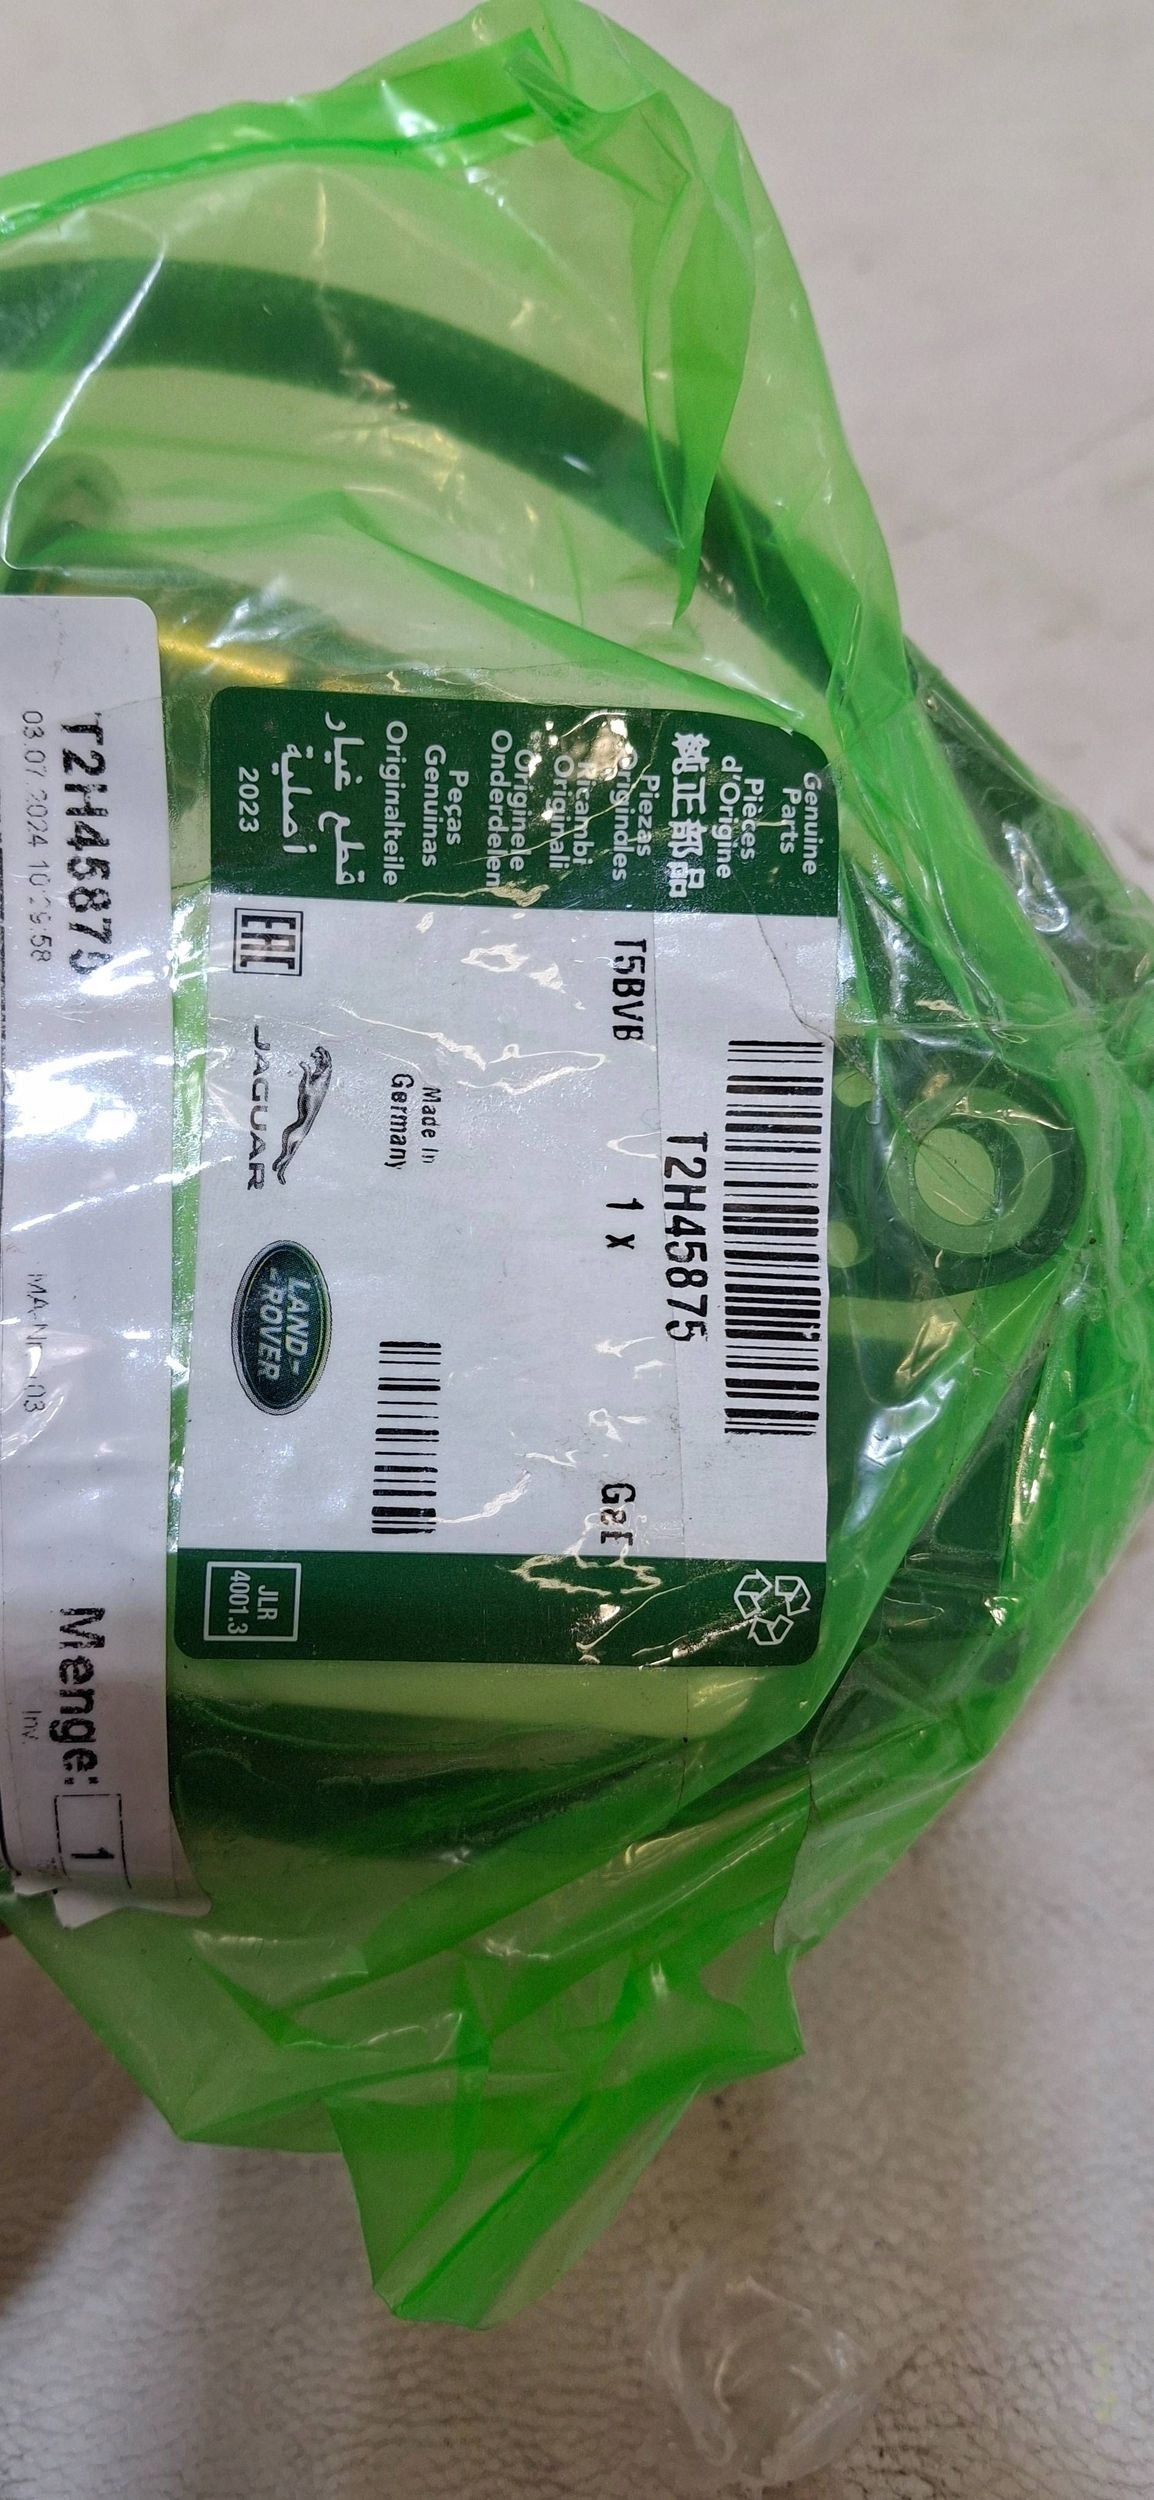 Genuine
Parts
Pièces
d'Origine
純正部品
Piezas
Originales
Ricambi
Originali
Originele
Onderdelen
Peças
Genuinas
Originalteile
قطع غيار
أصلية
2023
T2H45875
T5BVB
1 X
Made In
Germany
EAC
JAGUAR
LAND-
-ROVER
JLR
4001.3
T2H45875
Menge: 1
03.07.2024 10:29:58
Inv.